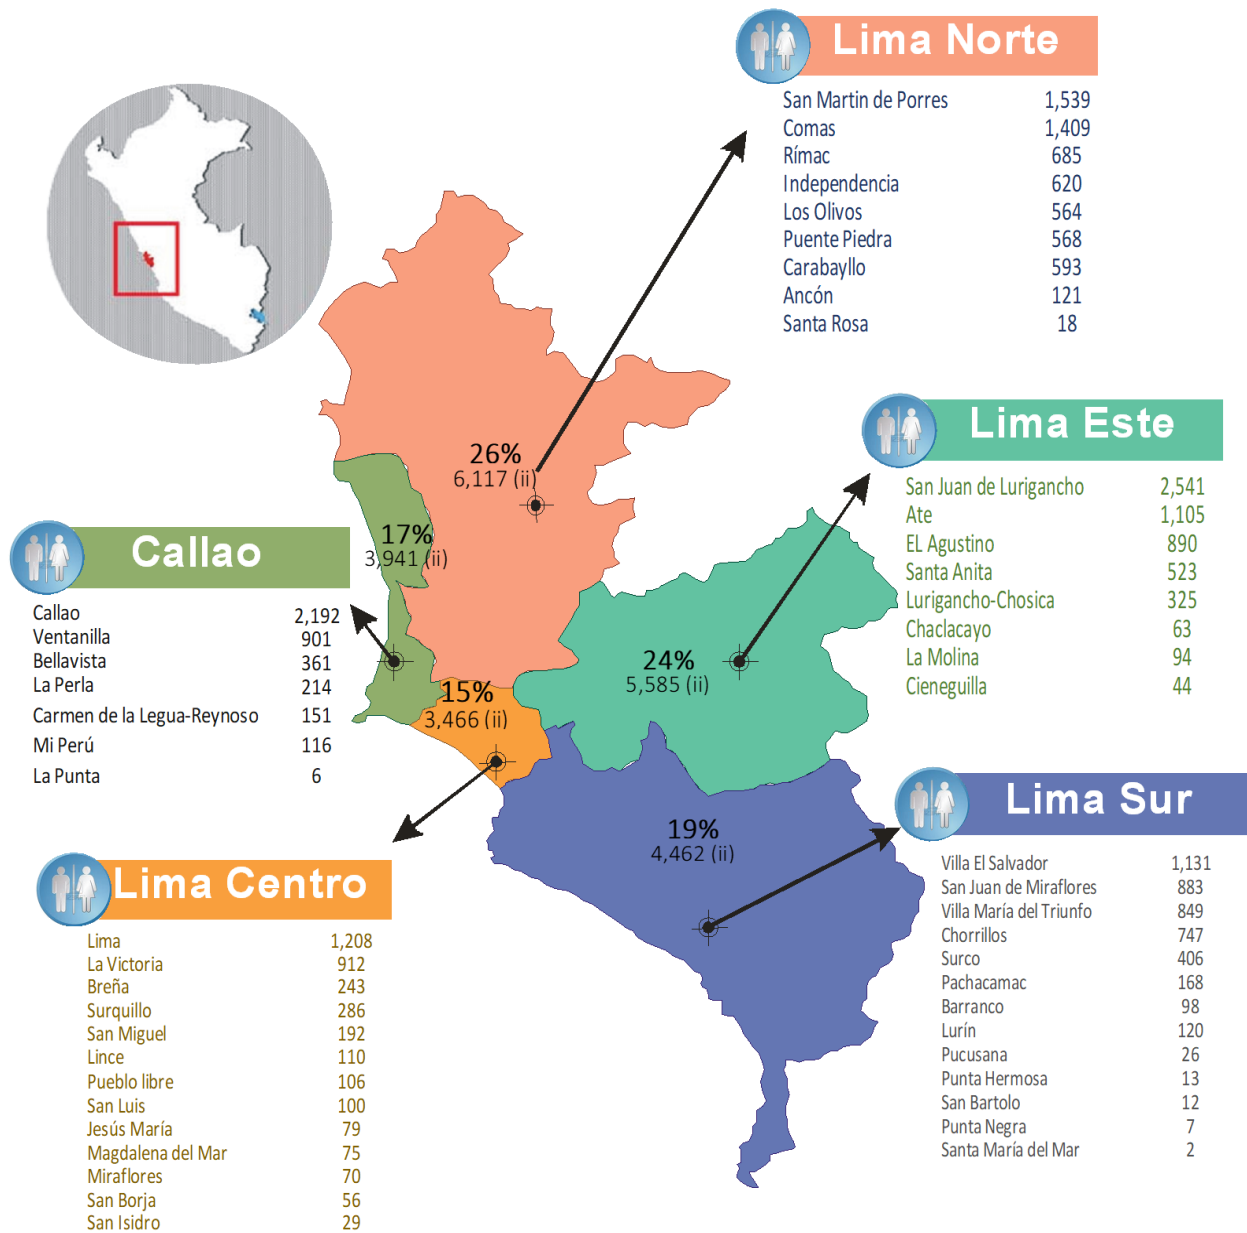 Lima Norte
San Martin de Porres 1,539
Comas 1,409
Rímac 685
Independencia 620
Los Olivos 564
Puente Piedra 568
Carabayllo 593
Ancón 121
Santa Rosa 18
26%
6,117 (ii)
Lima Este
San Juan de Lurigancho 2,541
Ate 1,105
EL Agustino 890
Santa Anita 523
Lurigancho-Chosica 325
Chaclacayo 63
La Molina 94
Cieneguilla 44
24%
5,585 (ii)
Callao
17%
3,941 (ii)
Callao 2,192
Ventanilla 901
Bellavista 361
La Perla 214
Carmen de la Legua-Reynoso 151
Mi Perú 116
La Punta 6
15%
3,466 (ii)
Lima Sur
19%
4,462 (ii)
Villa El Salvador 1,131
San Juan de Miraflores 883
Villa María del Triunfo 849
Chorrillos 747
Surco 406
Pachacamac 168
Barranco 98
Lurín 120
Pucusana 26
Punta Hermosa 13
San Bartolo 12
Punta Negra 7
Santa María del Mar 2
Lima Centro
Lima 1,208
La Victoria 912
Breña 243
Surquillo 286
San Miguel 192
Lince 110
Pueblo libre 106
San Luis 100
Jesús María 79
Magdalena del Mar 75
Miraflores 70
San Borja 56
San Isidro 29